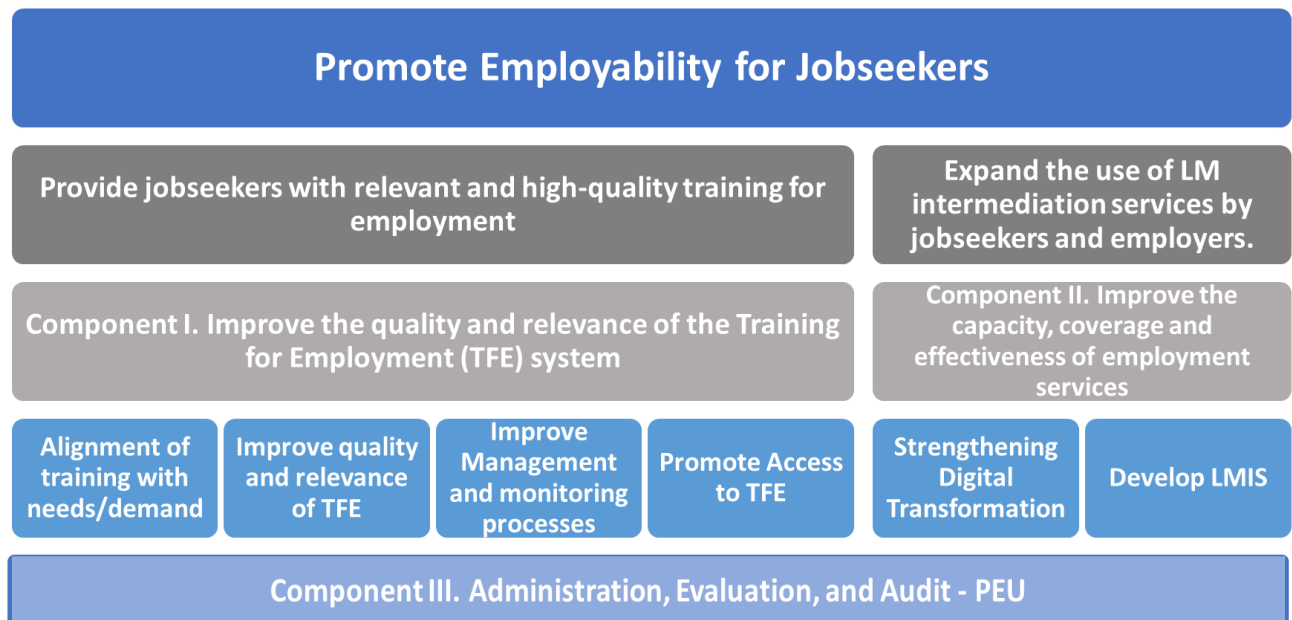 Promote Employability for Jobseekers
Provide jobseekers with relevant and high-quality training for
employment
Expand the use of LM
intermediation services by
jobseekers and employers.
Component I. Improve the quality and relevance of the Training
for Employment (TFE) system
Component II. Improve the
capacity, coverage and
effectiveness of employment
services
Alignment of
training with
needs/demand
Improve quality
and relevance
of TFE
Improve
Management
and monitoring
processes
Promote Access
to TFE
Strengthening
Digital
Transformation
Develop LMIS
Component III. Administration, Evaluation, and Audit - PEU